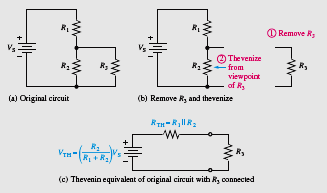 R1
VS
+
−
R2
R3
(a) Original circuit
R1
① Remove R3
VS
+
−
R2
② Thevenize
from
viewpoint
of R3
R3
(b) Remove R3 and thevenize
RTH = R1 || R2
VTH = (R2 / R1 + R2) VS
+
−
R3
(c) Thevenin equivalent of original circuit with R3 connected